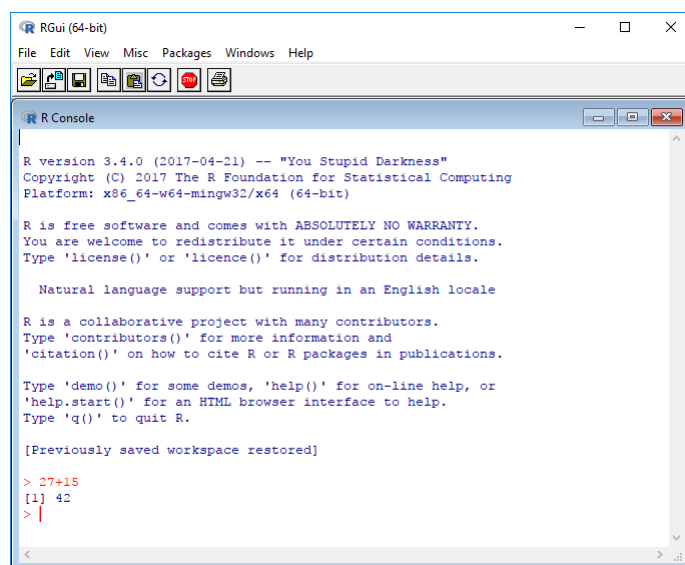 RGui (64-bit)
File Edit View Misc Packages Windows Help
STOP
R Console
R version 3.4.0 (2017-04-21) -- "You Stupid Darkness"
Copyright (C) 2017 The R Foundation for Statistical Computing
Platform: x86_64-w64-mingw32/x64 (64-bit)
R is free software and comes with ABSOLUTELY NO WARRANTY.
You are welcome to redistribute it under certain conditions.
Type 'license()' or 'licence()' for distribution details.
Natural language support but running in an English locale
R is a collaborative project with many contributors.
Type 'contributors()' for more information and
'citation()' on how to cite R or R packages in publications.
Type 'demo()' for some demos, 'help()' for on-line help, or
'help.start()' for an HTML browser interface to help.
Type 'q()' to quit R.
[Previously saved workspace restored]
> 27+15
[1] 42
>